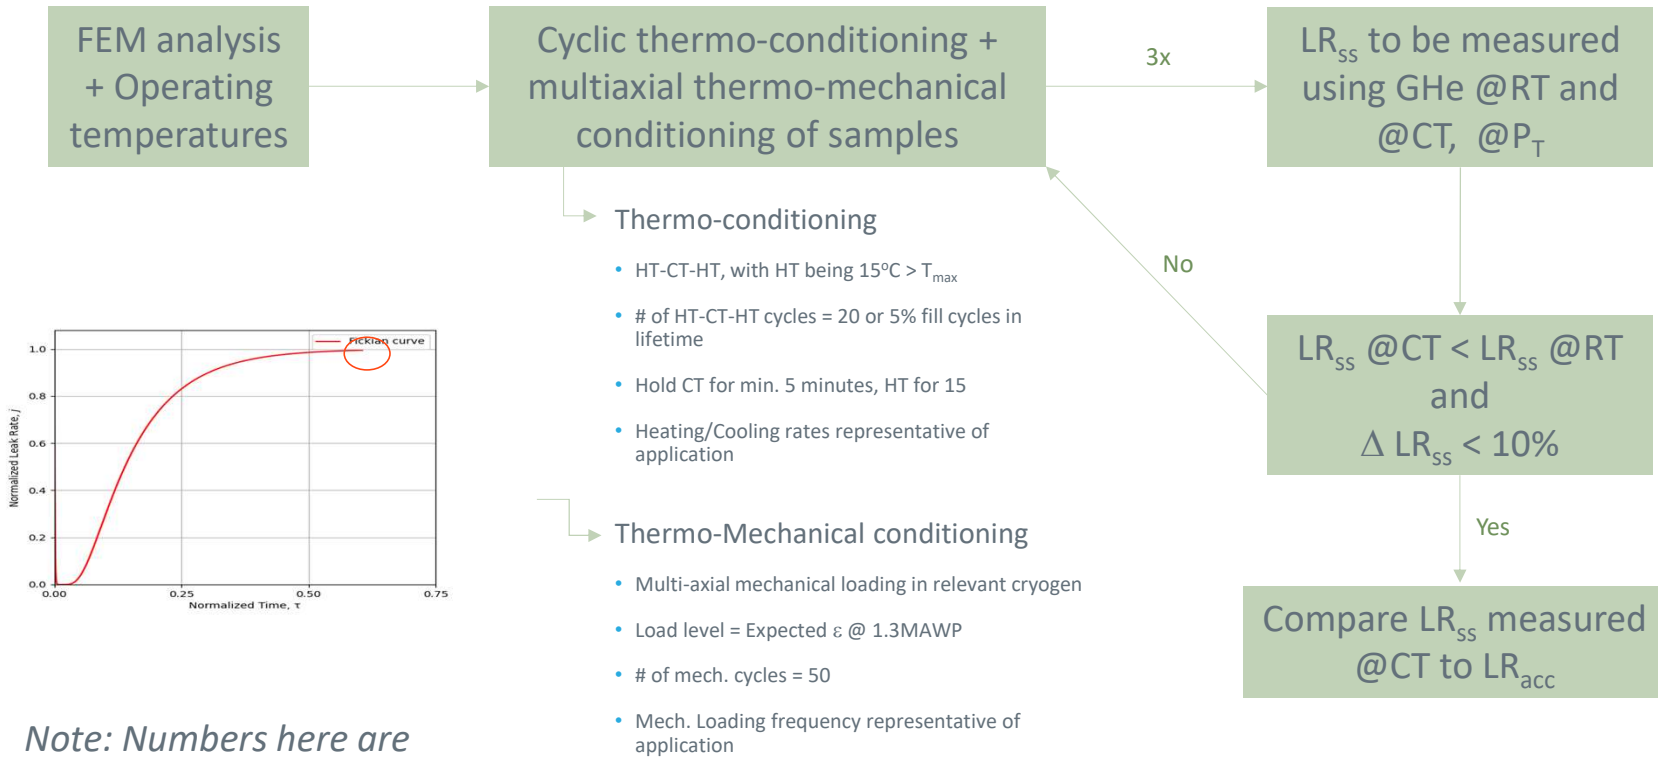 FEM analysis
+ Operating
temperatures
Cyclic thermo-conditioning +
multiaxial thermo-mechanical
conditioning of samples
3x
LRss to be measured
using GHe @RT and
@CT, @PT
Thermo-conditioning
• HT-CT-HT, with HT being 15°C > Tmax
• # of HT-CT-HT cycles = 20 or 5% fill cycles in
lifetime
• Hold CT for min. 5 minutes, HT for 15
• Heating/Cooling rates representative of
application
No
LRss @CT < LRss @RT
and
Δ LRss < 10%
Yes
Compare LRss measured
@CT to LRacc
Thermo-Mechanical conditioning
• Multi-axial mechanical loading in relevant cryogen
• Load level = Expected ε @ 1.3MAWP
• # of mech. cycles = 50
• Mech. Loading frequency representative of
application
Fickian curve
Normalized Leak Rate, j
1.0
0.8
0.6
0.4
0.2
0.0
0.00 0.25 0.50 0.75
Normalized Time, τ
Note: Numbers here are